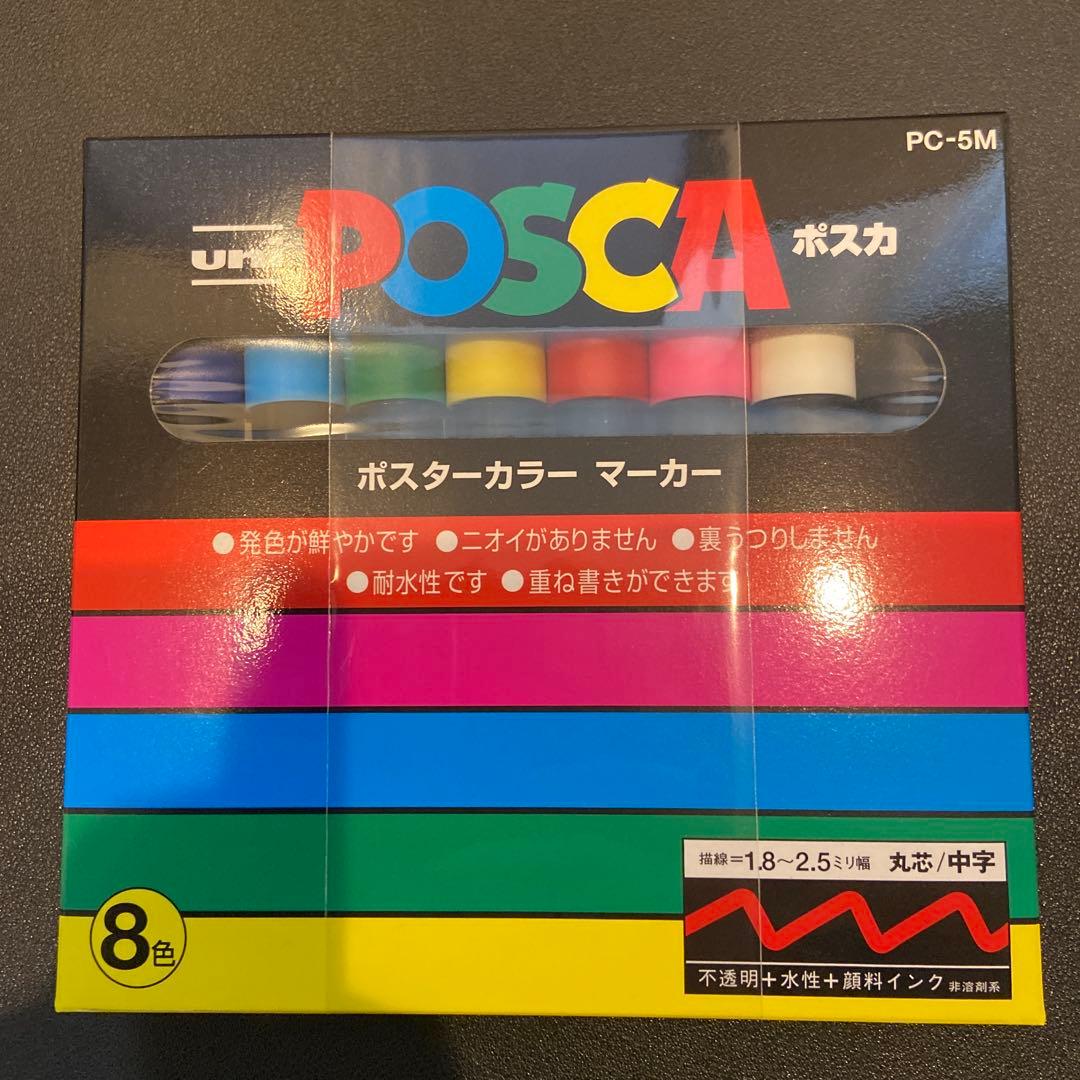 PC-5M
uni POSCA ポスカ
ポスターカラー マーカー
●発色が鮮やかです ●ニオイがありません ●裏うつりしません
●耐水性です ●重ね書きができます
描線=1.8～2.5ミリ幅 丸芯/中字
8色
不透明+水性+顔料インク 非溶剤系